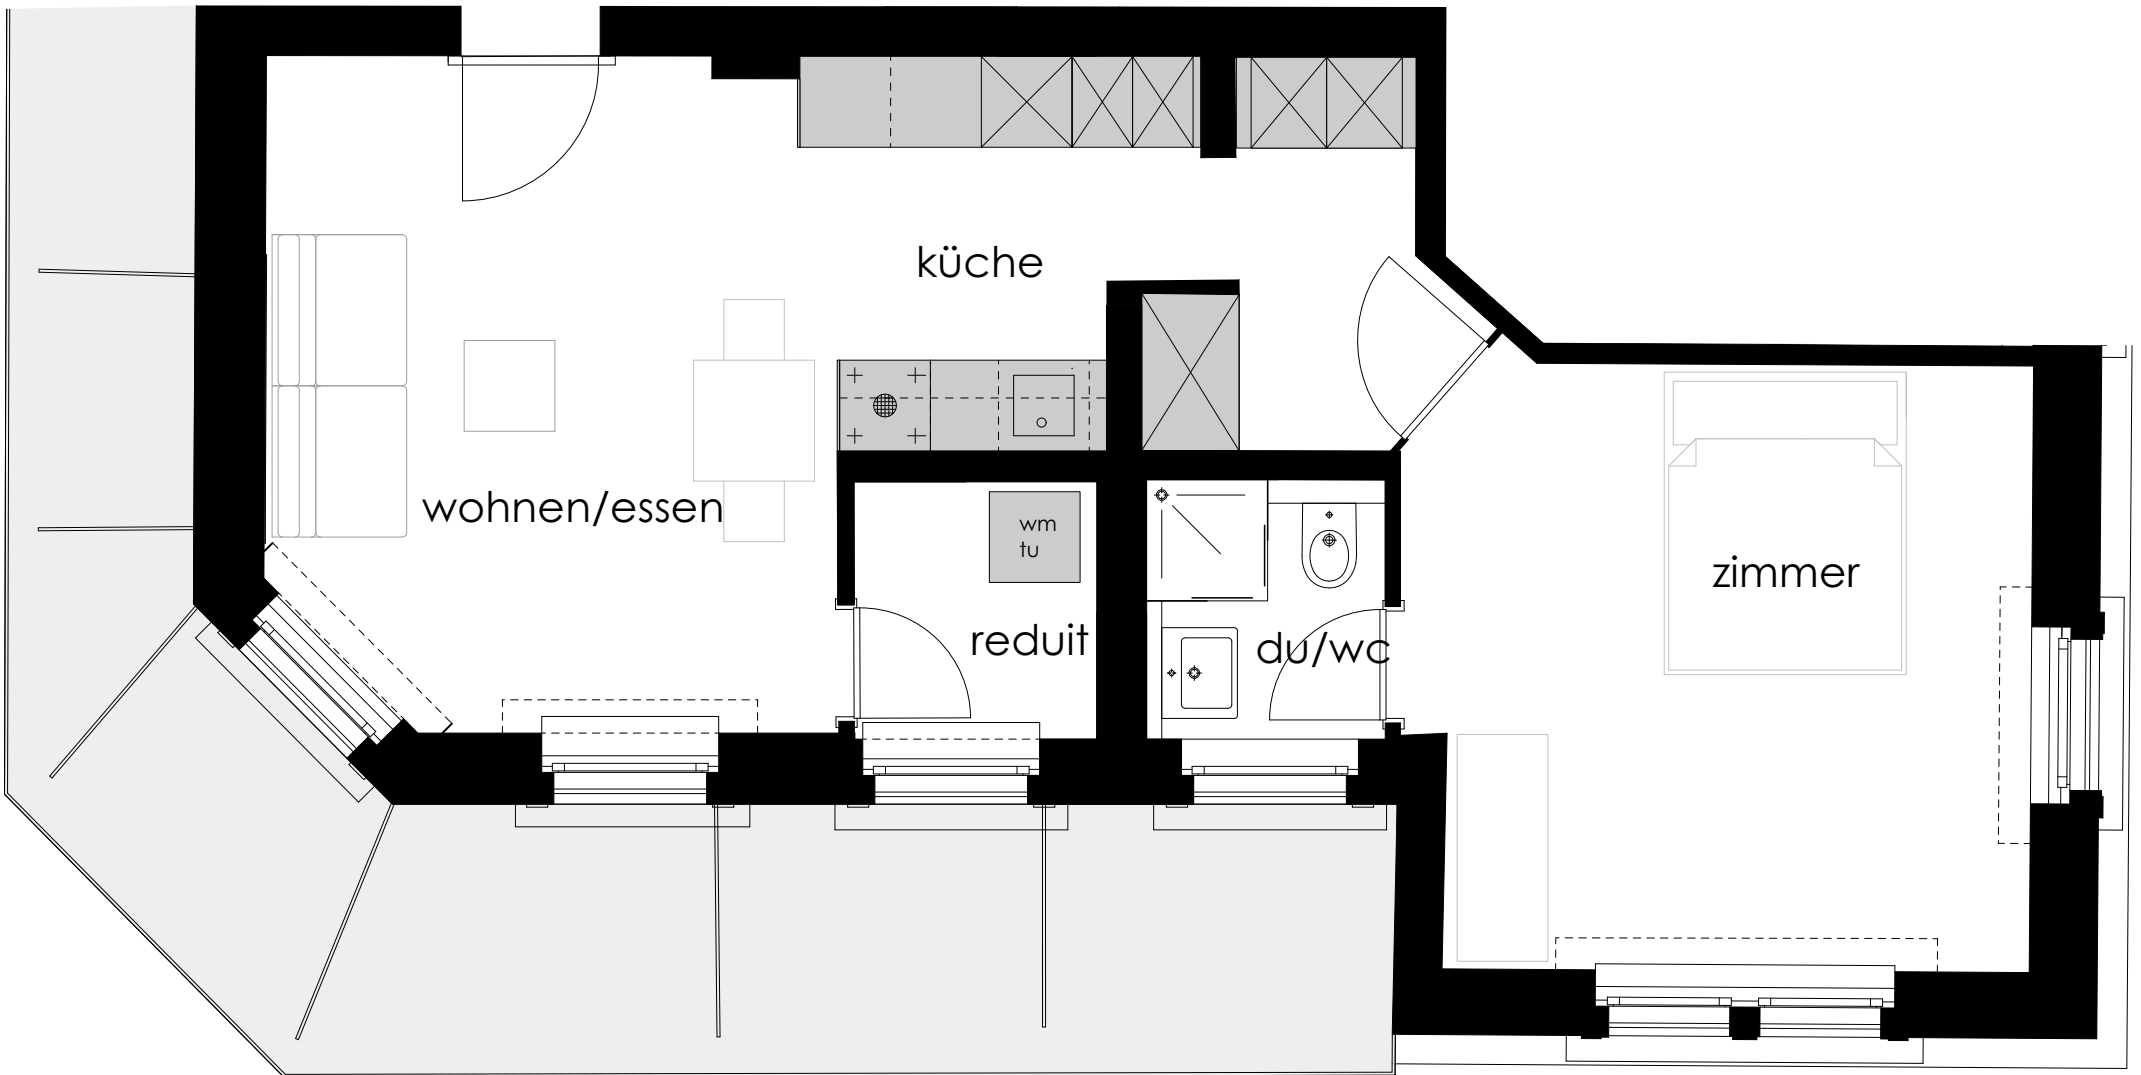 küche
wohnen/essen
wm
tu
zimmer
reduit
du/wc